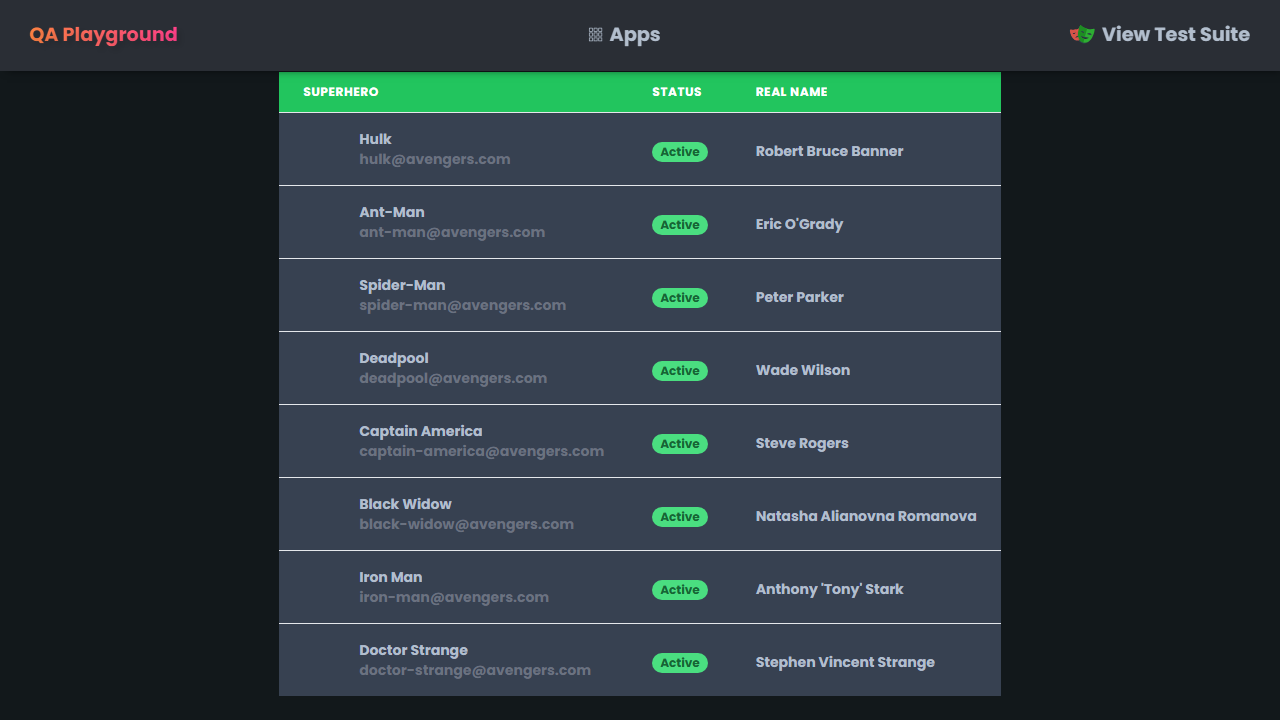 QA Playground
Apps
View Test Suite
SUPERHERO STATUS REAL NAME
Hulk
hulk@avengers.com
Active
Robert Bruce Banner
Ant-Man
ant-man@avengers.com
Active
Eric O'Grady
Spider-Man
spider-man@avengers.com
Active
Peter Parker
Deadpool
deadpool@avengers.com
Active
Wade Wilson
Captain America
captain-america@avengers.com
Active
Steve Rogers
Black Widow
black-widow@avengers.com
Active
Natasha Alianovna Romanova
Iron Man
iron-man@avengers.com
Active
Anthony 'Tony' Stark
Doctor Strange
doctor-strange@avengers.com
Active
Stephen Vincent Strange